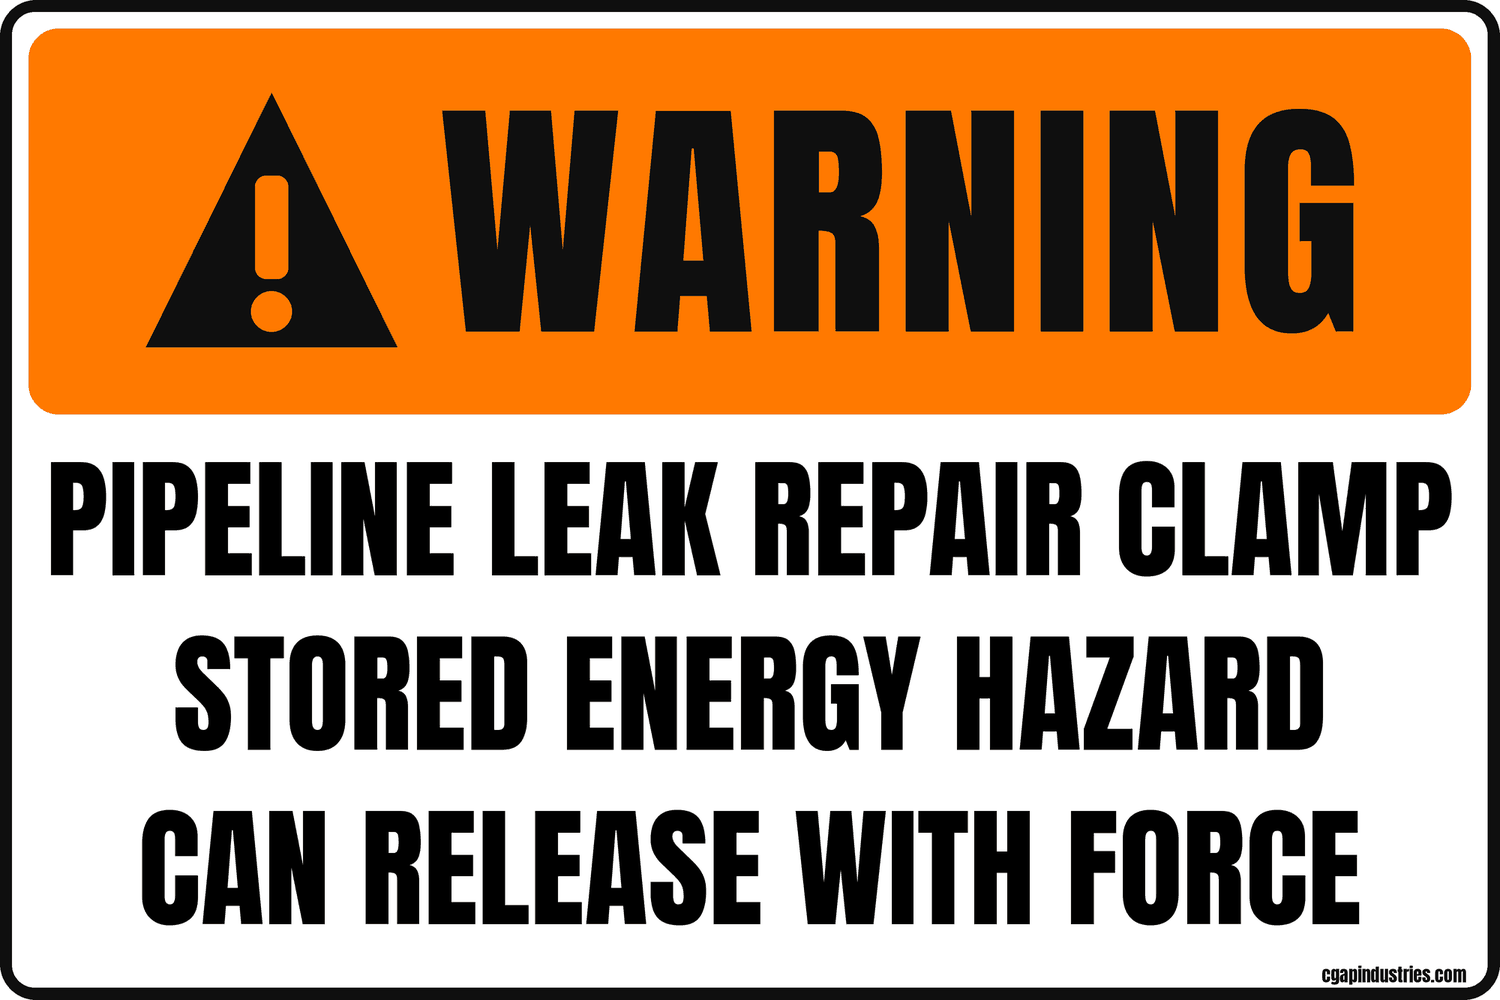 WARNING
PIPELINE LEAK REPAIR CLAMP
STORED ENERGY HAZARD
CAN RELEASE WITH FORCE
cgapindustries.com